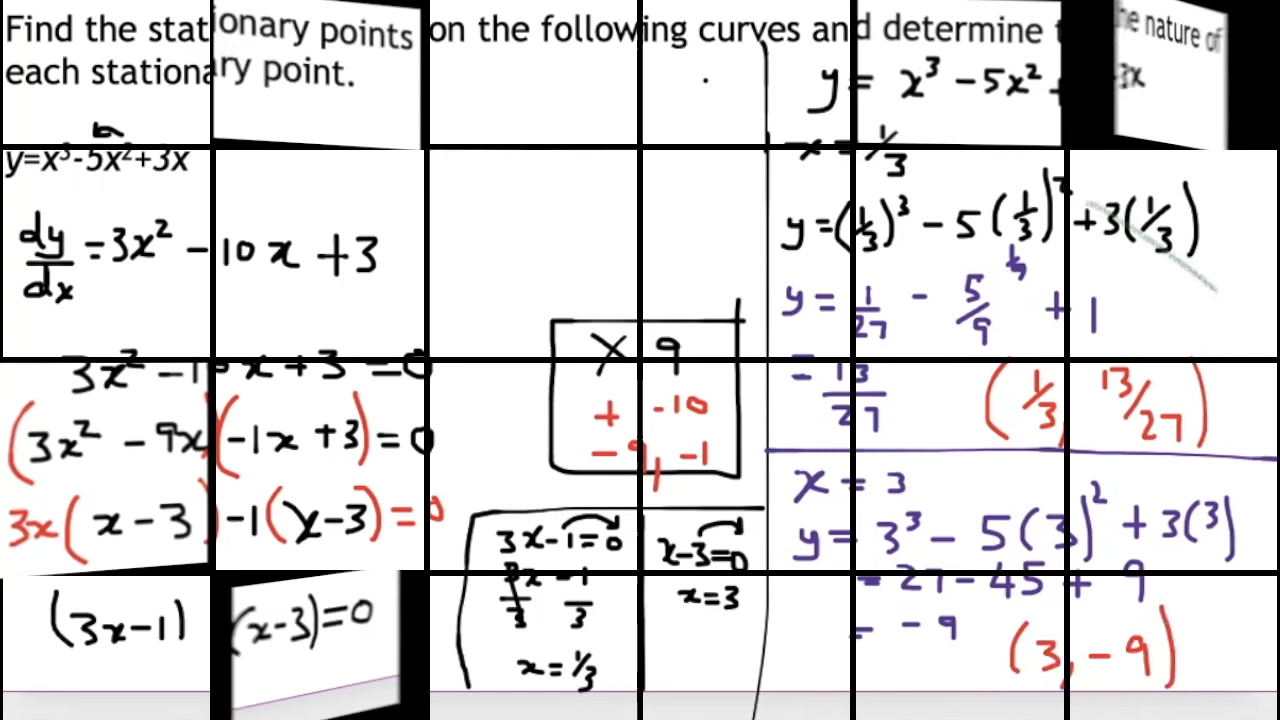 Find the stationary points on the following curves and determine the nature of
each stationary point.
y=x³-5x²+3x
dy/dx = 3x² - 10x + 3
3x² - 10x + 3 = 0
(3x² - 9x)(-1x + 3) = 0
3x(x - 3) -1(x - 3) = 0
(3x - 1) (x - 3) = 0
× 9
+ -10
- 9, -1
3x - 1 = 0
3x/3 = 1/3
x = 1/3
x - 3 = 0
x = 3
y = x³ - 5x² + 3x
x = 1/3
y = (1/3)³ - 5(1/3)² + 3(1/3)
y = 1/27 - 5/9 + 1
= 13/27
(1/3, 13/27)
x = 3
y = 3³ - 5(3)² + 3(3)
= 27 - 45 + 9
= -9
(3, -9)